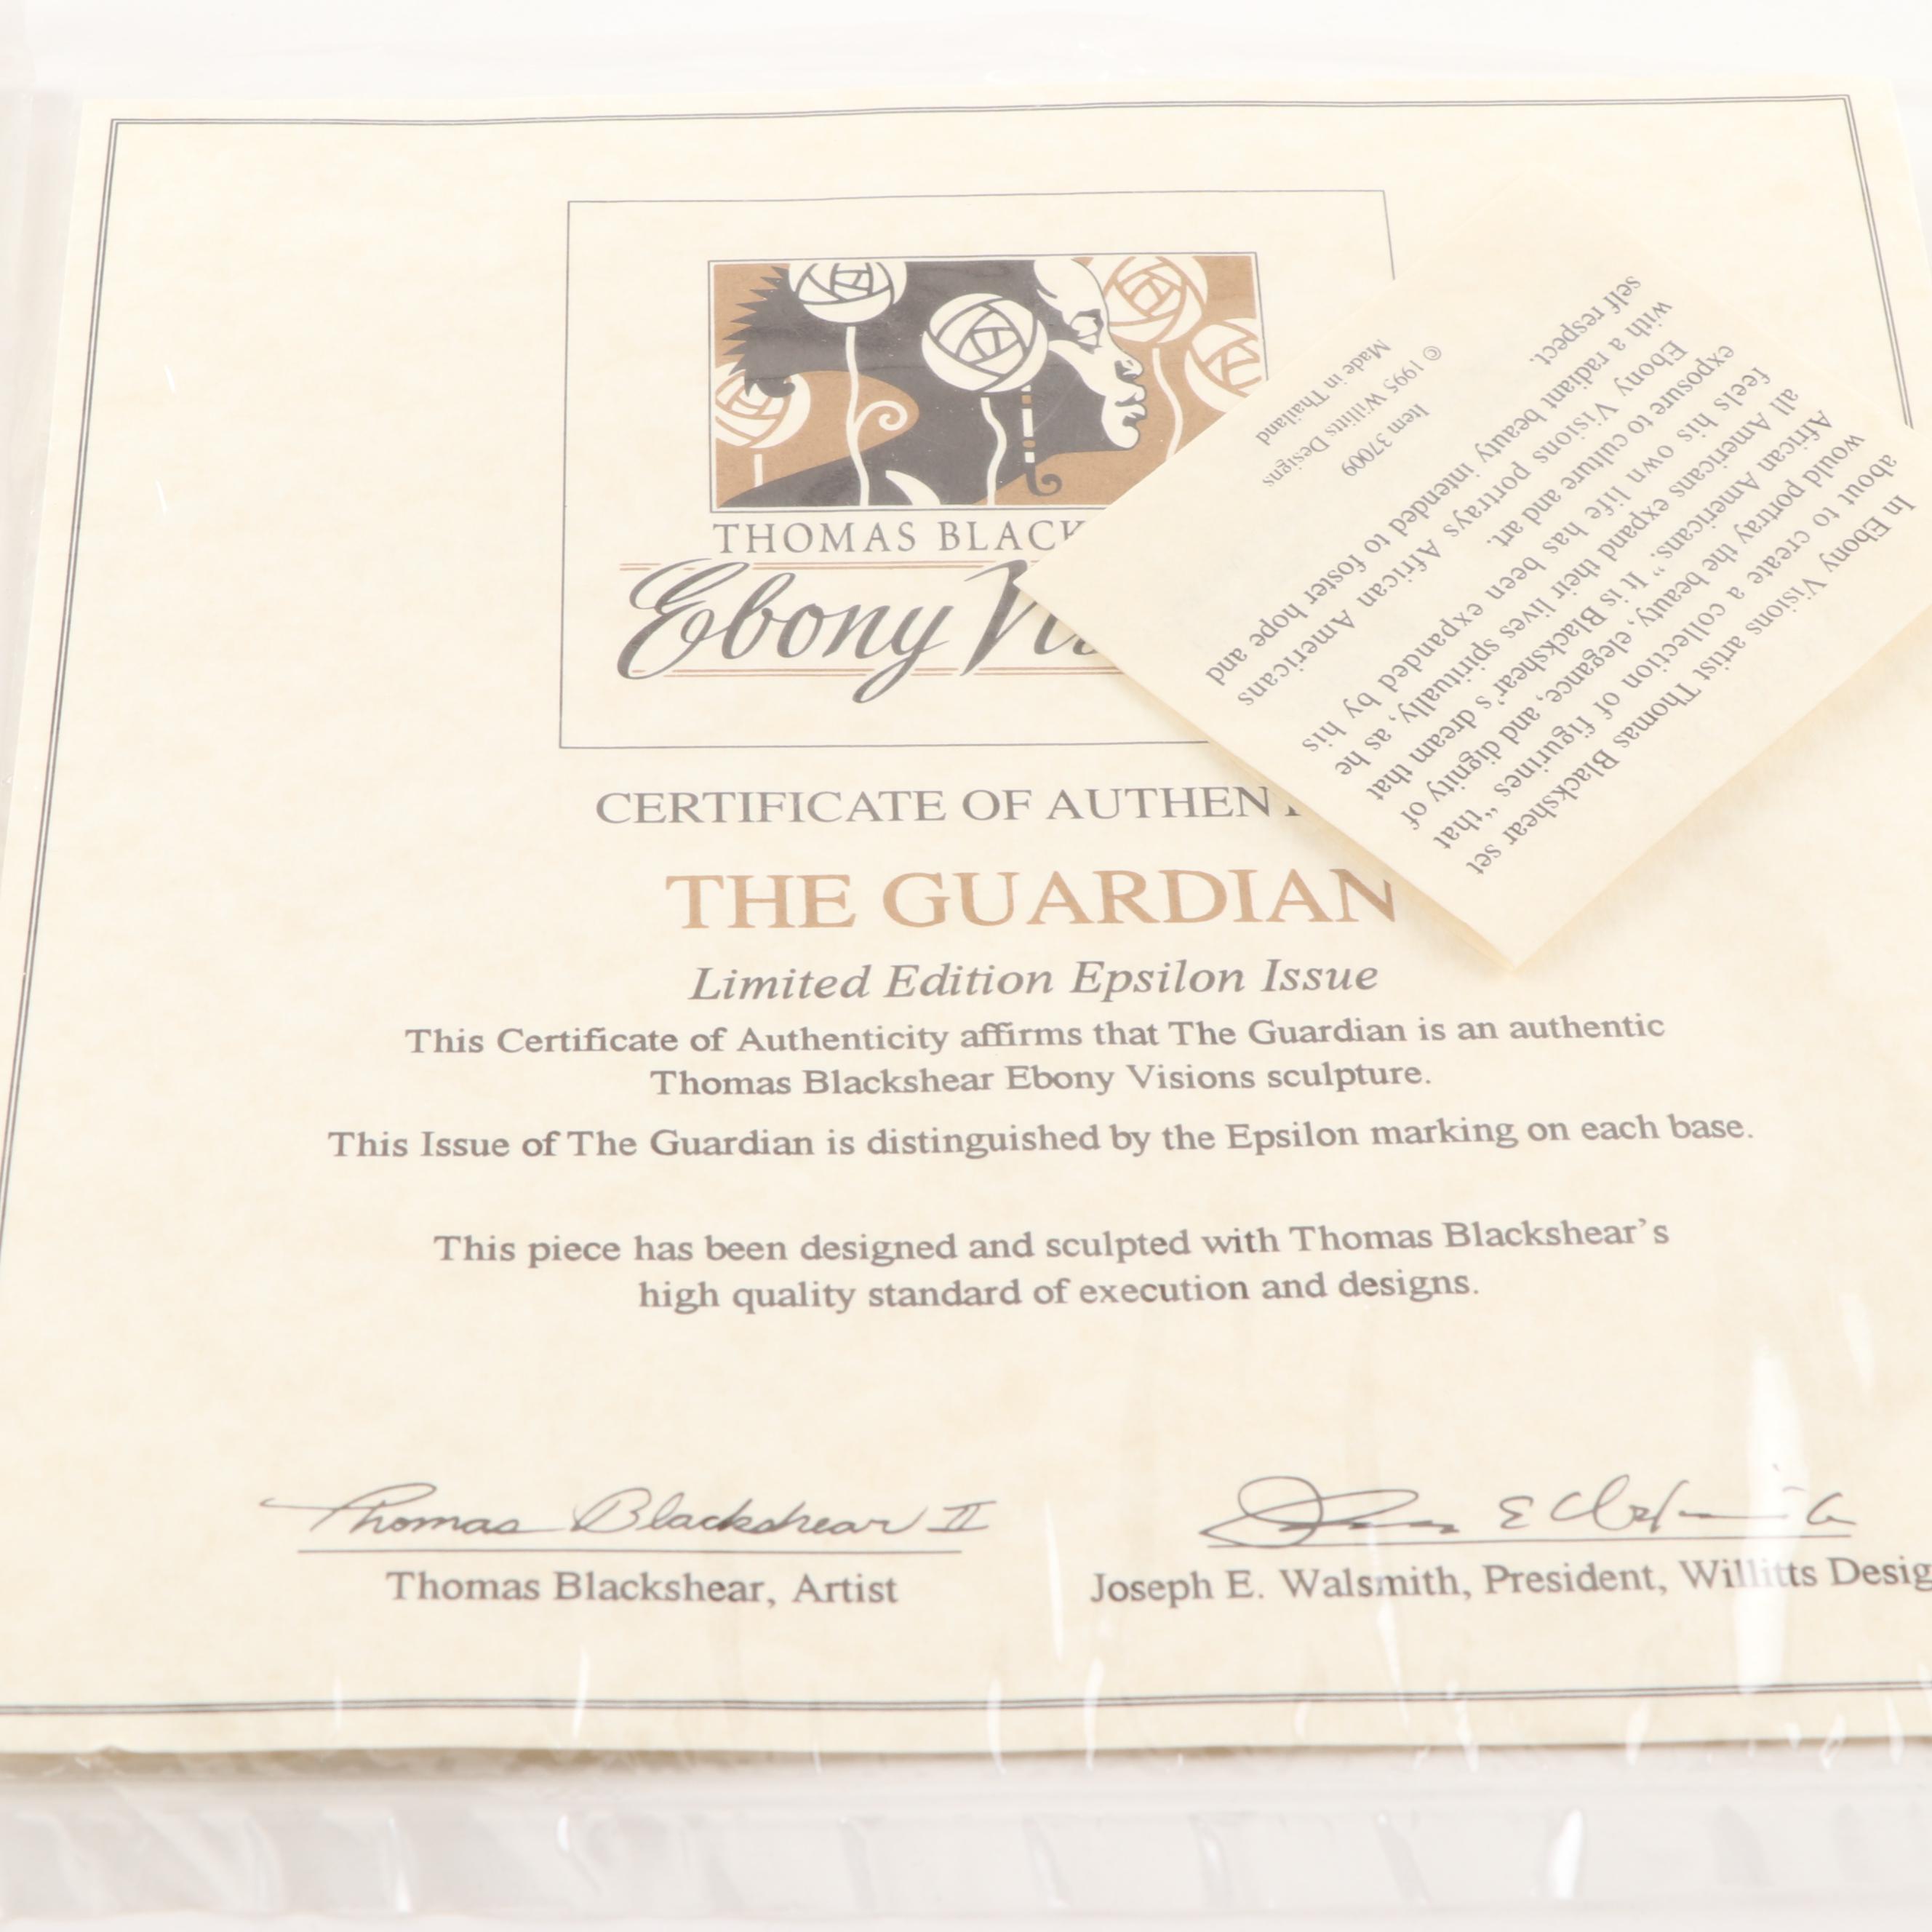 THOMAS BLACK
Ebony Vis
CERTIFICATE OF AUTHEN
THE GUARDIAN
Limited Edition Epsilon Issue
This Certificate of Authenticity affirms that The Guardian is an authentic
Thomas Blackshear Ebony Visions sculpture.
This Issue of The Guardian is distinguished by the Epsilon marking on each base.
This piece has been designed and sculpted with Thomas Blackshear's
high quality standard of execution and designs.
Thomas Blackshear II
Thomas Blackshear, Artist
Joseph E Walsmith
Joseph E. Walsmith, President, Willitts Desig
In Ebony Visions artist Thomas Blackshear set
about to create a collection of figurines “that
would portray the beauty, elegance, and dignity of
African Americans.” It is Blackshear's dream that
all Americans expand their lives spiritually, as he
feels his own life has been expanded by his
exposure to culture and art.
Ebony Visions portrays African Americans
with a radiant beauty intended to foster hope and
self respect.
Item 37009
© 1995 Willitts Designs
Made in Thailand